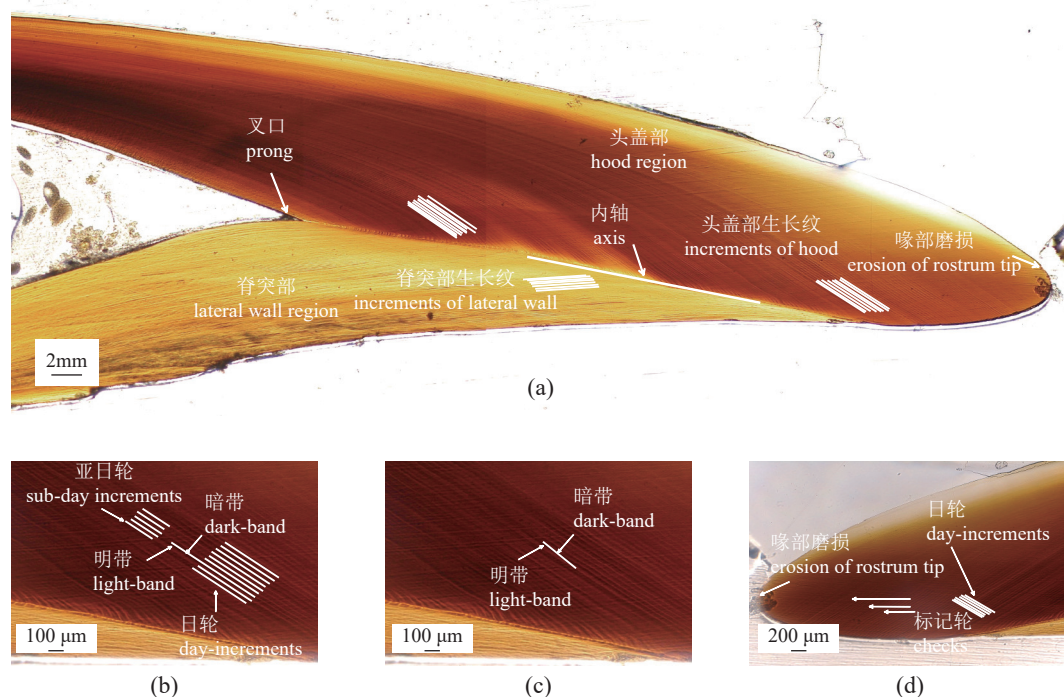 叉口
prong
头盖部
hood region
内轴
axis
头盖部生长纹
increments of hood
喙部磨损
erosion of rostrum tip
脊突部
lateral wall region
脊突部生长纹
increments of lateral wall
2mm
(a)
亚日轮
sub-day increments
暗带
dark-band
明带
light-band
日轮
day-increments
100 μm
(b)
暗带
dark-band
明带
light-band
100 μm
(c)
日轮
day-increments
喙部磨损
erosion of rostrum tip
标记轮
checks
200 μm
(d)